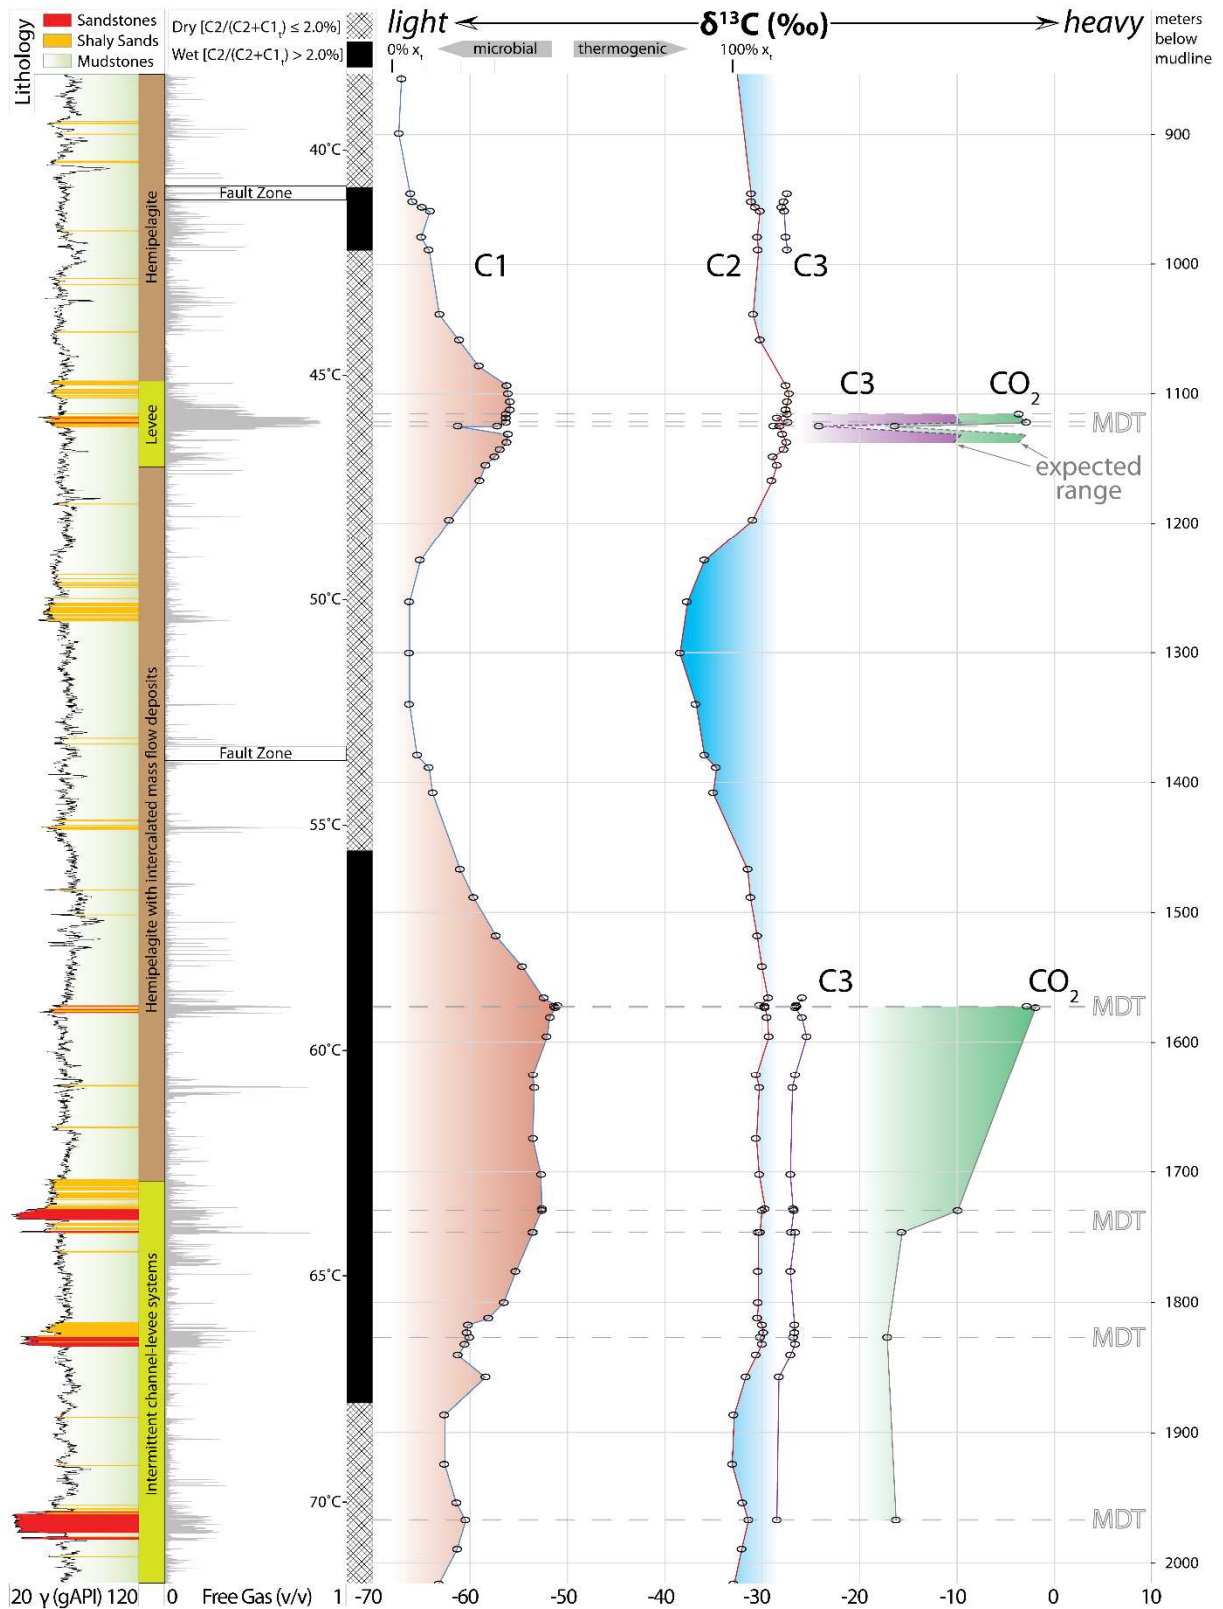 Lithology
Sandstones
Shaly Sands
Mudstones
Dry [C2/(C2+C1t) ≤ 2.0%]
Wet [C2/(C2+C1t) > 2.0%]
light δ13C (‰) heavy
0% xt microbial thermogenic 100% xt
meters
below
mudline
900
40˚C
Fault Zone
Hemipelagite
C1 C2 C3
1000
45˚C
C3 CO2
1100
Levee
MDT
expected
range
1200
50˚C
1300
Hemipelagite with intercalated mass flow deposits
Fault Zone
1400
55˚C
1500
C3 CO2
MDT
60˚C
1600
1700
MDT
65˚C
1800
Intermittent channel-levee systems
MDT
1900
70˚C
MDT
2000
20 γ (gAPI) 120 0 Free Gas (v/v) 1 -70 -60 -50 -40 -30 -20 -10 0 10